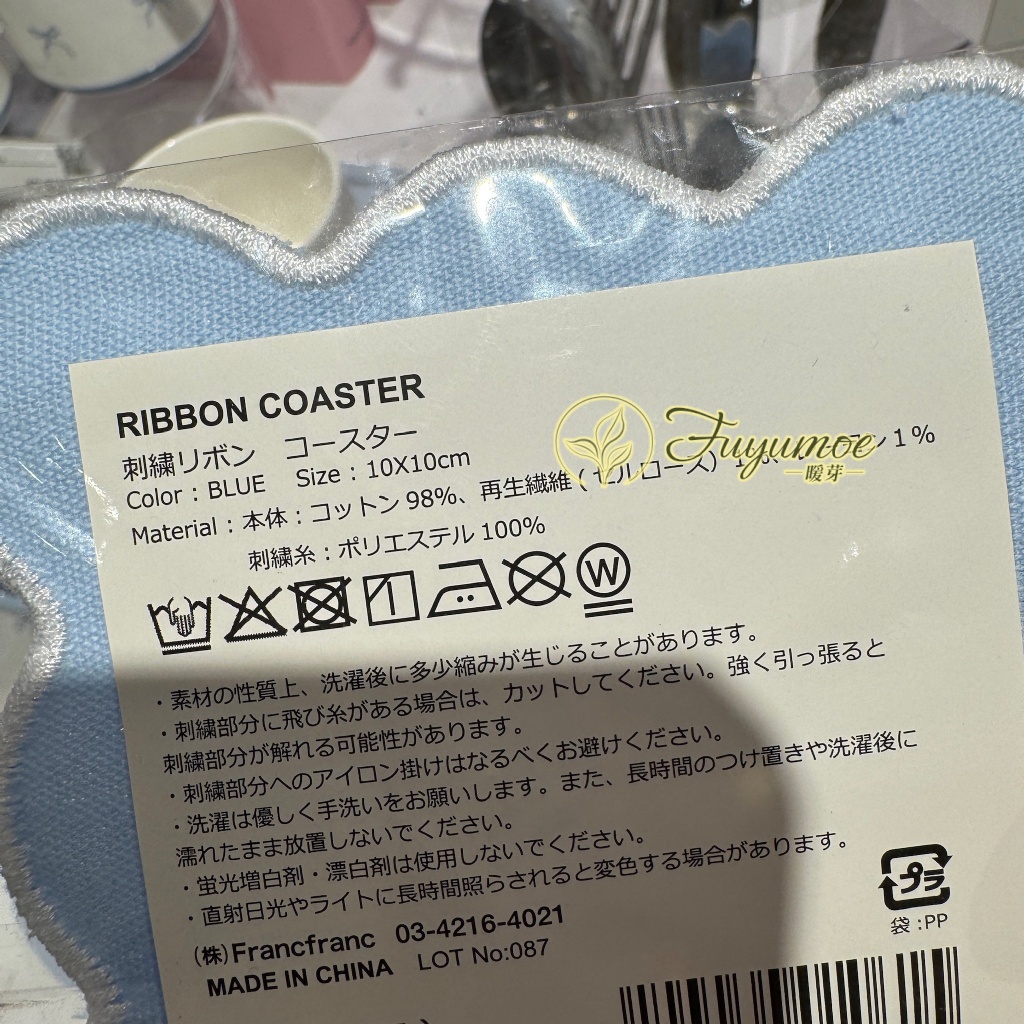 RIBBON COASTER
刺繍リボン　コースター
Color : BLUE　Size : 10X10cm
Material : 本体 : コットン 98%、再生繊維 (セルロース) 1%
Fuyumoe
暖芽
刺繍糸 : ポリエステル 100%
W
・素材の性質上、洗濯後に多少縮みが生じることがあります。
・刺繍部分に飛び糸がある場合は、カットしてください。強く引っ張ると
刺繍部分が解れる可能性があります。
・刺繍部分へのアイロン掛けはなるべくお避けください。
・洗濯は優しく手洗いをお願いします。また、長時間のつけ置きや洗濯後に
濡れたまま放置しないでください。
・蛍光増白剤・漂白剤は使用しないでください。
・直射日光やライトに長時間照らされると変色する場合があります。
プラ
袋 :PP
(株)Francfranc　03-4216-4021
MADE IN CHINA　LOT No:087